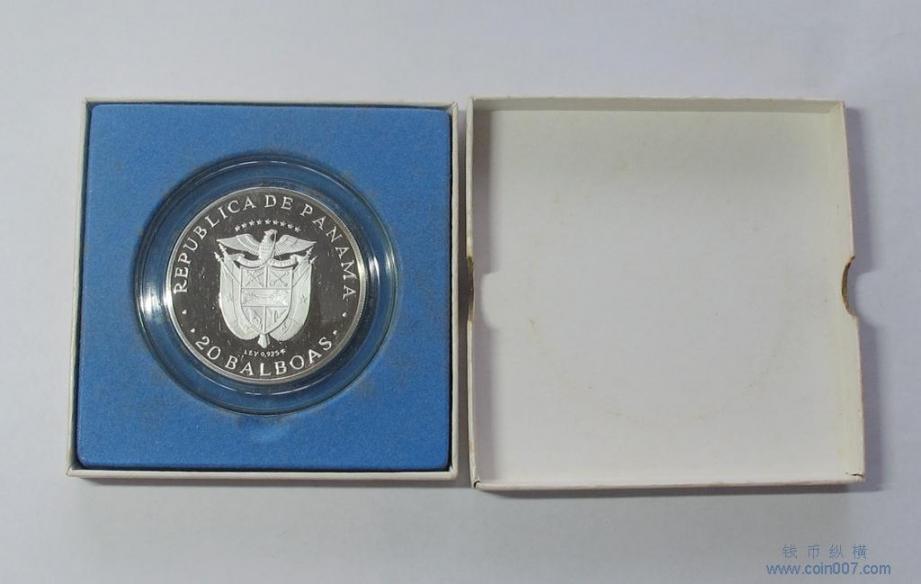 REPUBLICA DE PANAMA
LEY 0,925
20 BALBOAS
钱币纵横
www.coin007.com